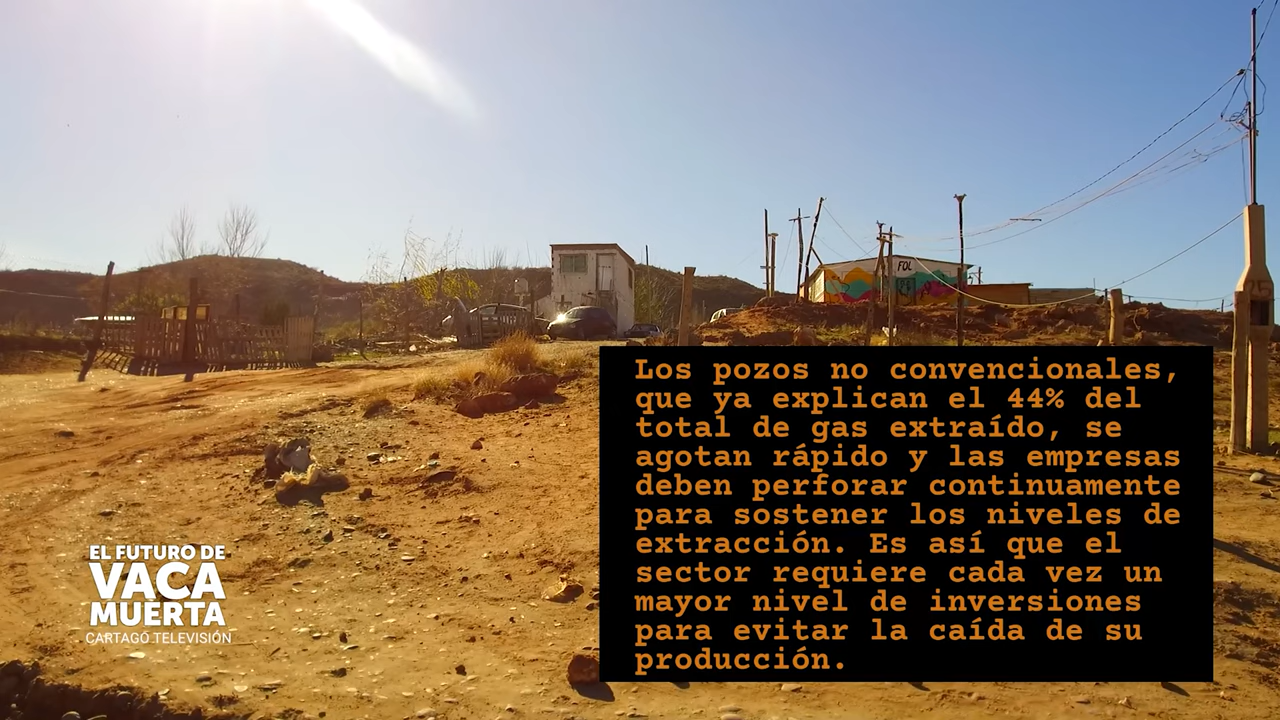 FOL
Los pozos no convencionales,
que ya explican el 44% del
total de gas extraído, se
agotan rápido y las empresas
deben perforar continuamente
para sostener los niveles de
extracción. Es así que el
sector requiere cada vez un
mayor nivel de inversiones
para evitar la caída de su
producción.
EL FUTURO DE
VACA
MUERTA
CARTAGO TELEVISIÓN